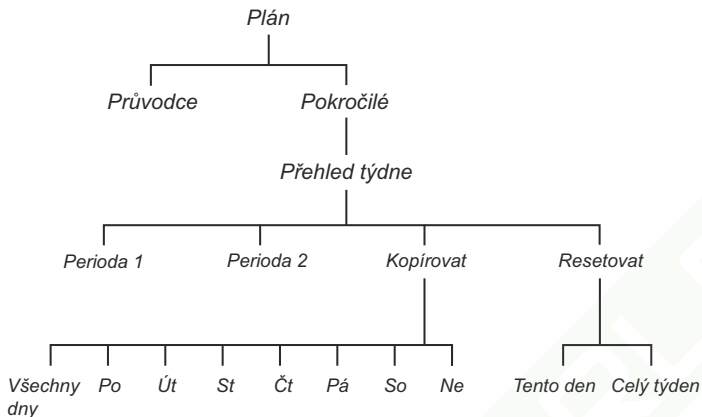 Plán
Průvodce Pokročilé
Přehled týdne
Perioda 1 Perioda 2 Kopírovat Resetovat
Všechny Po Út St Čt Pá So Ne Tento den Celý týden
dny